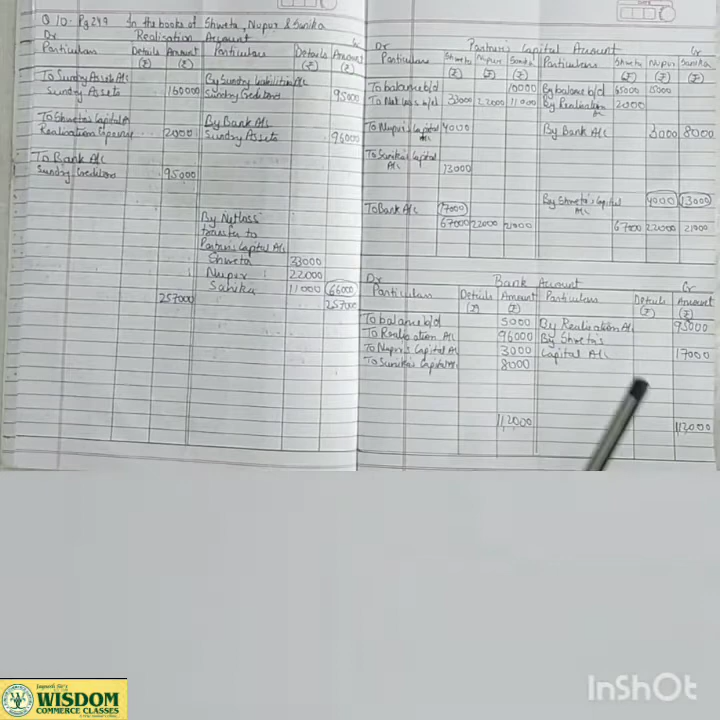 Q 10. Pg 249 In the books of Shweta, Nupur & Sanika
Dr Realisation Account Cr
Particulars Details (₹) Amount (₹) Particulars Details (₹) Amount (₹)
To Sundry Assets A/c By Sundry Liabilities A/c
Sundry Assets 160000 Sundry Creditors 95000
To Shweta's Capital A/c By Bank A/c
Realisation Expense 2000 Sundry Assets 96000
To Bank A/c
Sundry Creditors 95000
By Net loss
transfer to
Partner's Capital A/c
Shweta 33000
Nupur 22000
Sanika 11000 66000
257000 257000
Dr Partner's Capital Account Cr
Particulars Shweta (₹) Nupur (₹) Sanika (₹) Particulars Shweta (₹) Nupur (₹) Sanika (₹)
To balance b/d 10000 By balance b/d 65000 15000
To Net loss b/d 33000 22000 11000 By Realisation A/c 2000
To Nupur's Capital A/c 4000 By Bank A/c 3000 8000
To Sanika's Capital
A/c 13000
By Shweta's Capital A/c 4000 13000
To Bank A/c 17000
67000 22000 21000 67000 22000 21000
Dr Bank Account Cr
Particulars Details (₹) Amount (₹) Particulars Details (₹) Amount (₹)
To balance b/d 5000 By Realisation A/c 95000
To Realisation A/c 96000 By Shweta's
To Nupur's Capital A/c 3000 Capital A/c 17000
To Sanika's Capital A/c 8000
112000 112000
WISDOM
COMMERCE CLASSES
InShOt